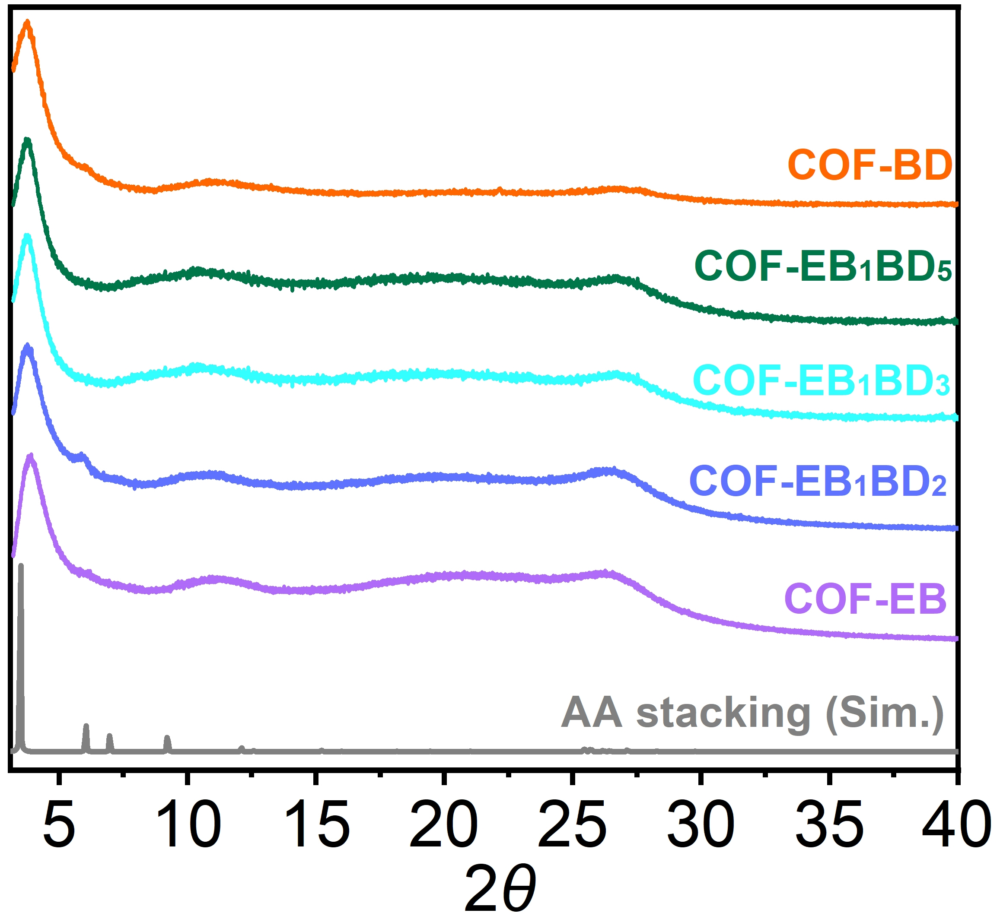 COF-BD
COF-EB₁BD₅
COF-EB₁BD₃
COF-EB₁BD₂
COF-EB
AA stacking (Sim.)
5 10 15 20 25 30 35 40
2θ